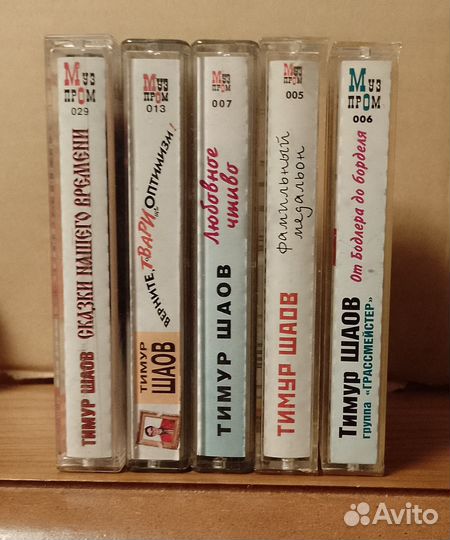 Муз
пРОМ
029
ТИМУР ШАОВ СКАЗКИ НАШЕГО ВРЕМЕНИ
Муз
пРОМ
013
ВЕРНИТЕ, ТВАРИ, ОПТИМИЗМ!
ТИМУР
ШАОВ
Муз
пРОМ
007
ТИМУР ШАОВ Любовное
чтиво
Муз
пРОМ
005
ТИМУР ШАОВ фамильный
медальон
Муз
пРОМ
006
Тимур ШАОВ От Бодлера до борделя
группа «ГРАССМЕЙСТЕР»
Avito